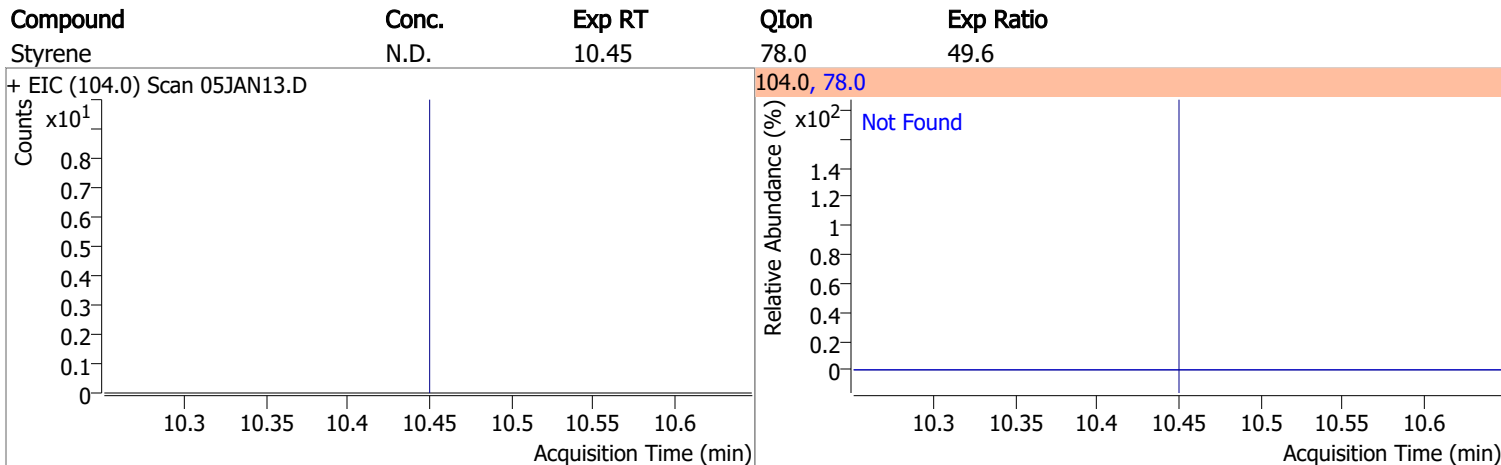 Compound Conc. Exp RT QIon Exp Ratio
Styrene N.D. 10.45 78.0 49.6
+ EIC (104.0) Scan 05JAN13.D
Counts
x10¹
0.8
0.7
0.6
0.5
0.4
0.3
0.2
0.1
0
10.3 10.35 10.4 10.45 10.5 10.55 10.6
Acquisition Time (min)
104.0, 78.0
Relative Abundance (%)
x10²
Not Found
1.4
1.2
1
0.8
0.6
0.4
0.2
0
10.3 10.35 10.4 10.45 10.5 10.55 10.6
Acquisition Time (min)